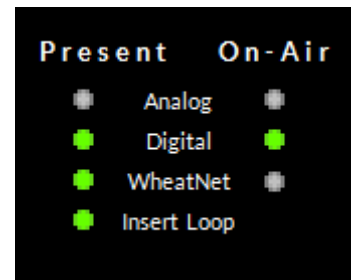 Present On-Air
Analog
Digital
WheatNet
Insert Loop